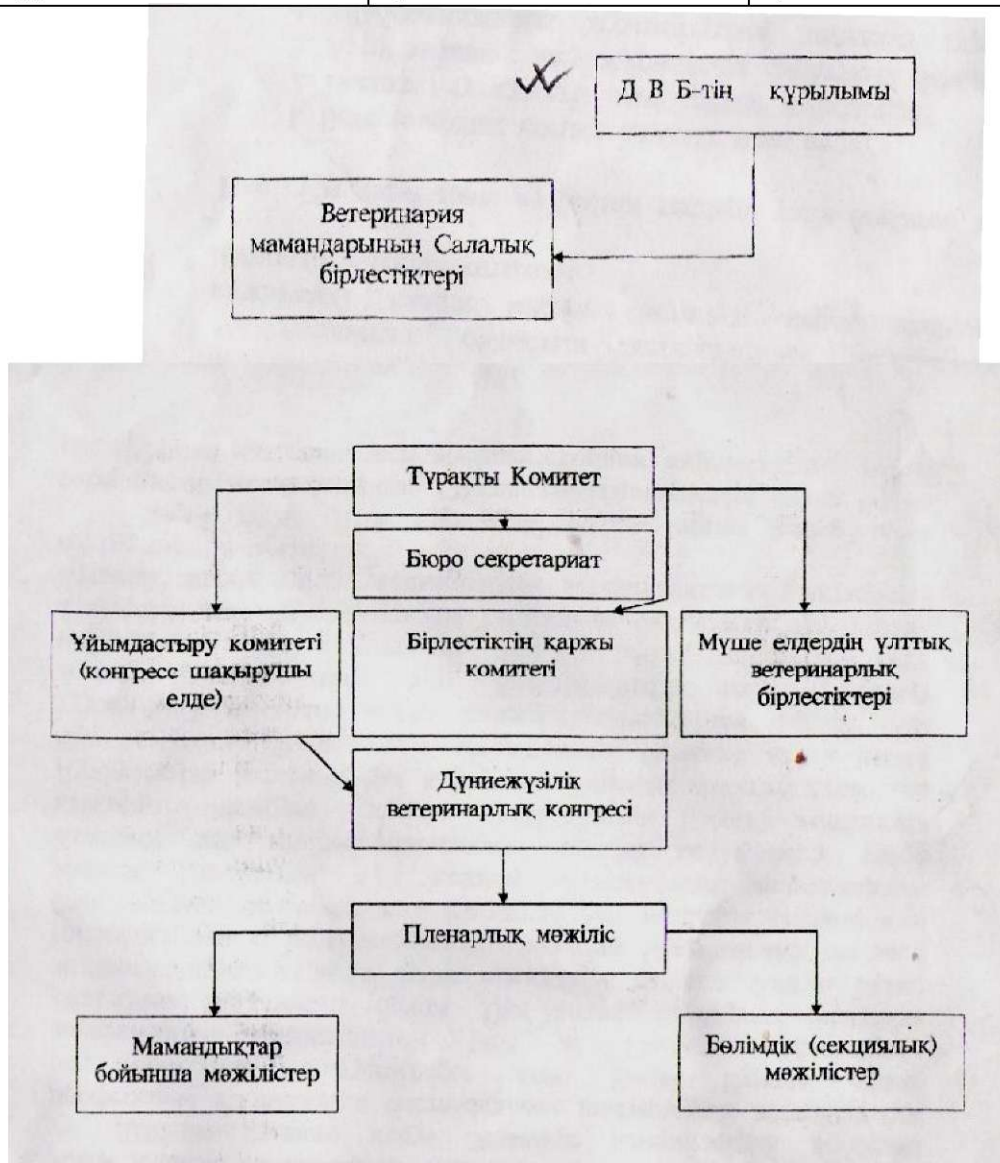 Д В Б-тің құрылымы
Ветеринария
мамандарының Салалық
бірлестіктері
Тұрақты Комитет
Бюро секретариат
Ұйымдастыру комитеті
(конгресс шақырушы
елде)
Бірлестіктің қаржы
комитеті
Мүше елдердің ұлттық
ветеринарлық
бірлестіктері
Дүниежүзілік
ветеринарлық конгресі
Пленарлық мәжіліс
Мамандықтар
бойынша мәжілістер
Бөлімдік (секциялық)
мәжілістер